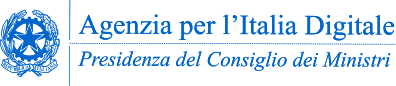 Agenzia per l'Italia Digitale
Presidenza del Consiglio dei Ministri